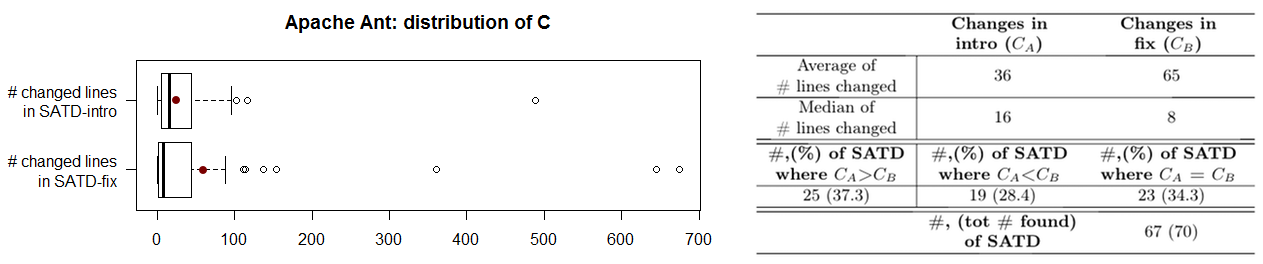 Apache Ant: distribution of C
# changed lines
in SATD-intro
# changed lines
in SATD-fix
0 100 200 300 400 500 600 700
Changes in
intro (C_A)
Changes in
fix (C_B)
Average of
# lines changed
36
65
Median of
# lines changed
16
8
#,(%) of SATD
where C_A>C_B
#,(%) of SATD
where C_A<C_B
#,(%) of SATD
where C_A = C_B
25 (37.3)
19 (28.4)
23 (34.3)
#, (tot # found)
of SATD
67 (70)